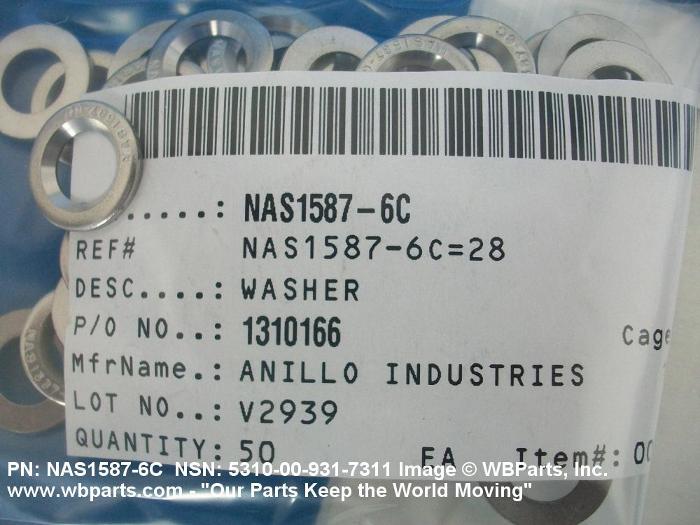 .....: NAS1587-6C
REF# NAS1587-6C=28
DESC....: WASHER
P/O NO..: 1310166
Cage
MfrName.: ANILLO INDUSTRIES
LOT NO..: V2939
QUANTITY: 50 EA Item#: 00
PN: NAS1587-6C NSN: 5310-00-931-7311 Image © WBParts, Inc.
www.wbparts.com - "Our Parts Keep the World Moving"